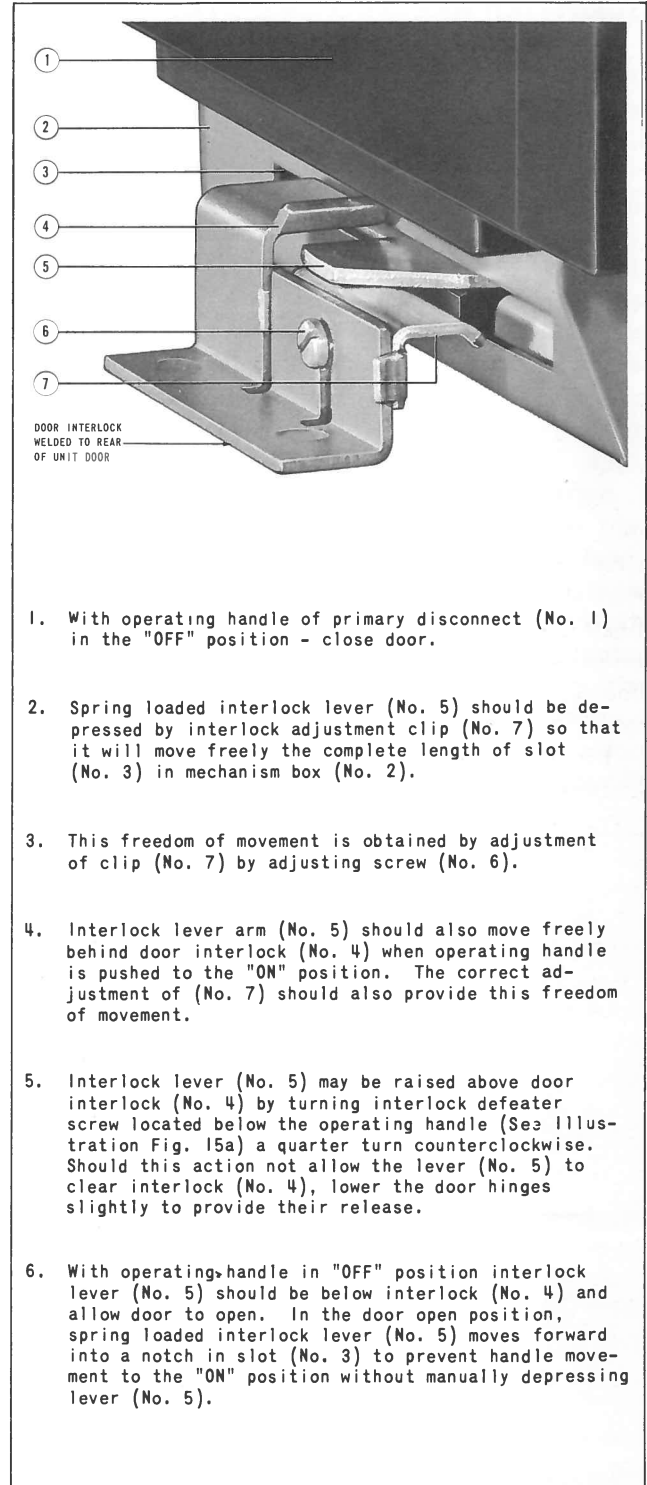 1
2
3
4
5
6
7
DOOR INTERLOCK
WELDED TO REAR
OF UNIT DOOR
1. With operating handle of primary disconnect (No. 1)
in the "OFF" position - close door.
2. Spring loaded interlock lever (No. 5) should be de-
pressed by interlock adjustment clip (No. 7) so that
it will move freely the complete length of slot
(No. 3) in mechanism box (No. 2).
3. This freedom of movement is obtained by adjustment
of clip (No. 7) by adjusting screw (No. 6).
4. Interlock lever arm (No. 5) should also move freely
behind door interlock (No. 4) when operating handle
is pushed to the "ON" position. The correct ad-
justment of (No. 7) should also provide this freedom
of movement.
5. Interlock lever (No. 5) may be raised above door
interlock (No. 4) by turning interlock defeater
screw located below the operating handle (See Illus-
tration Fig. 15a) a quarter turn counterclockwise.
Should this action not allow the lever (No. 5) to
clear interlock (No. 4), lower the door hinges
slightly to provide their release.
6. With operating handle in "OFF" position interlock
lever (No. 5) should be below interlock (No. 4) and
allow door to open. In the door open position,
spring loaded interlock lever (No. 5) moves forward
into a notch in slot (No. 3) to prevent handle move-
ment to the "ON" position without manually depressing
lever (No. 5).